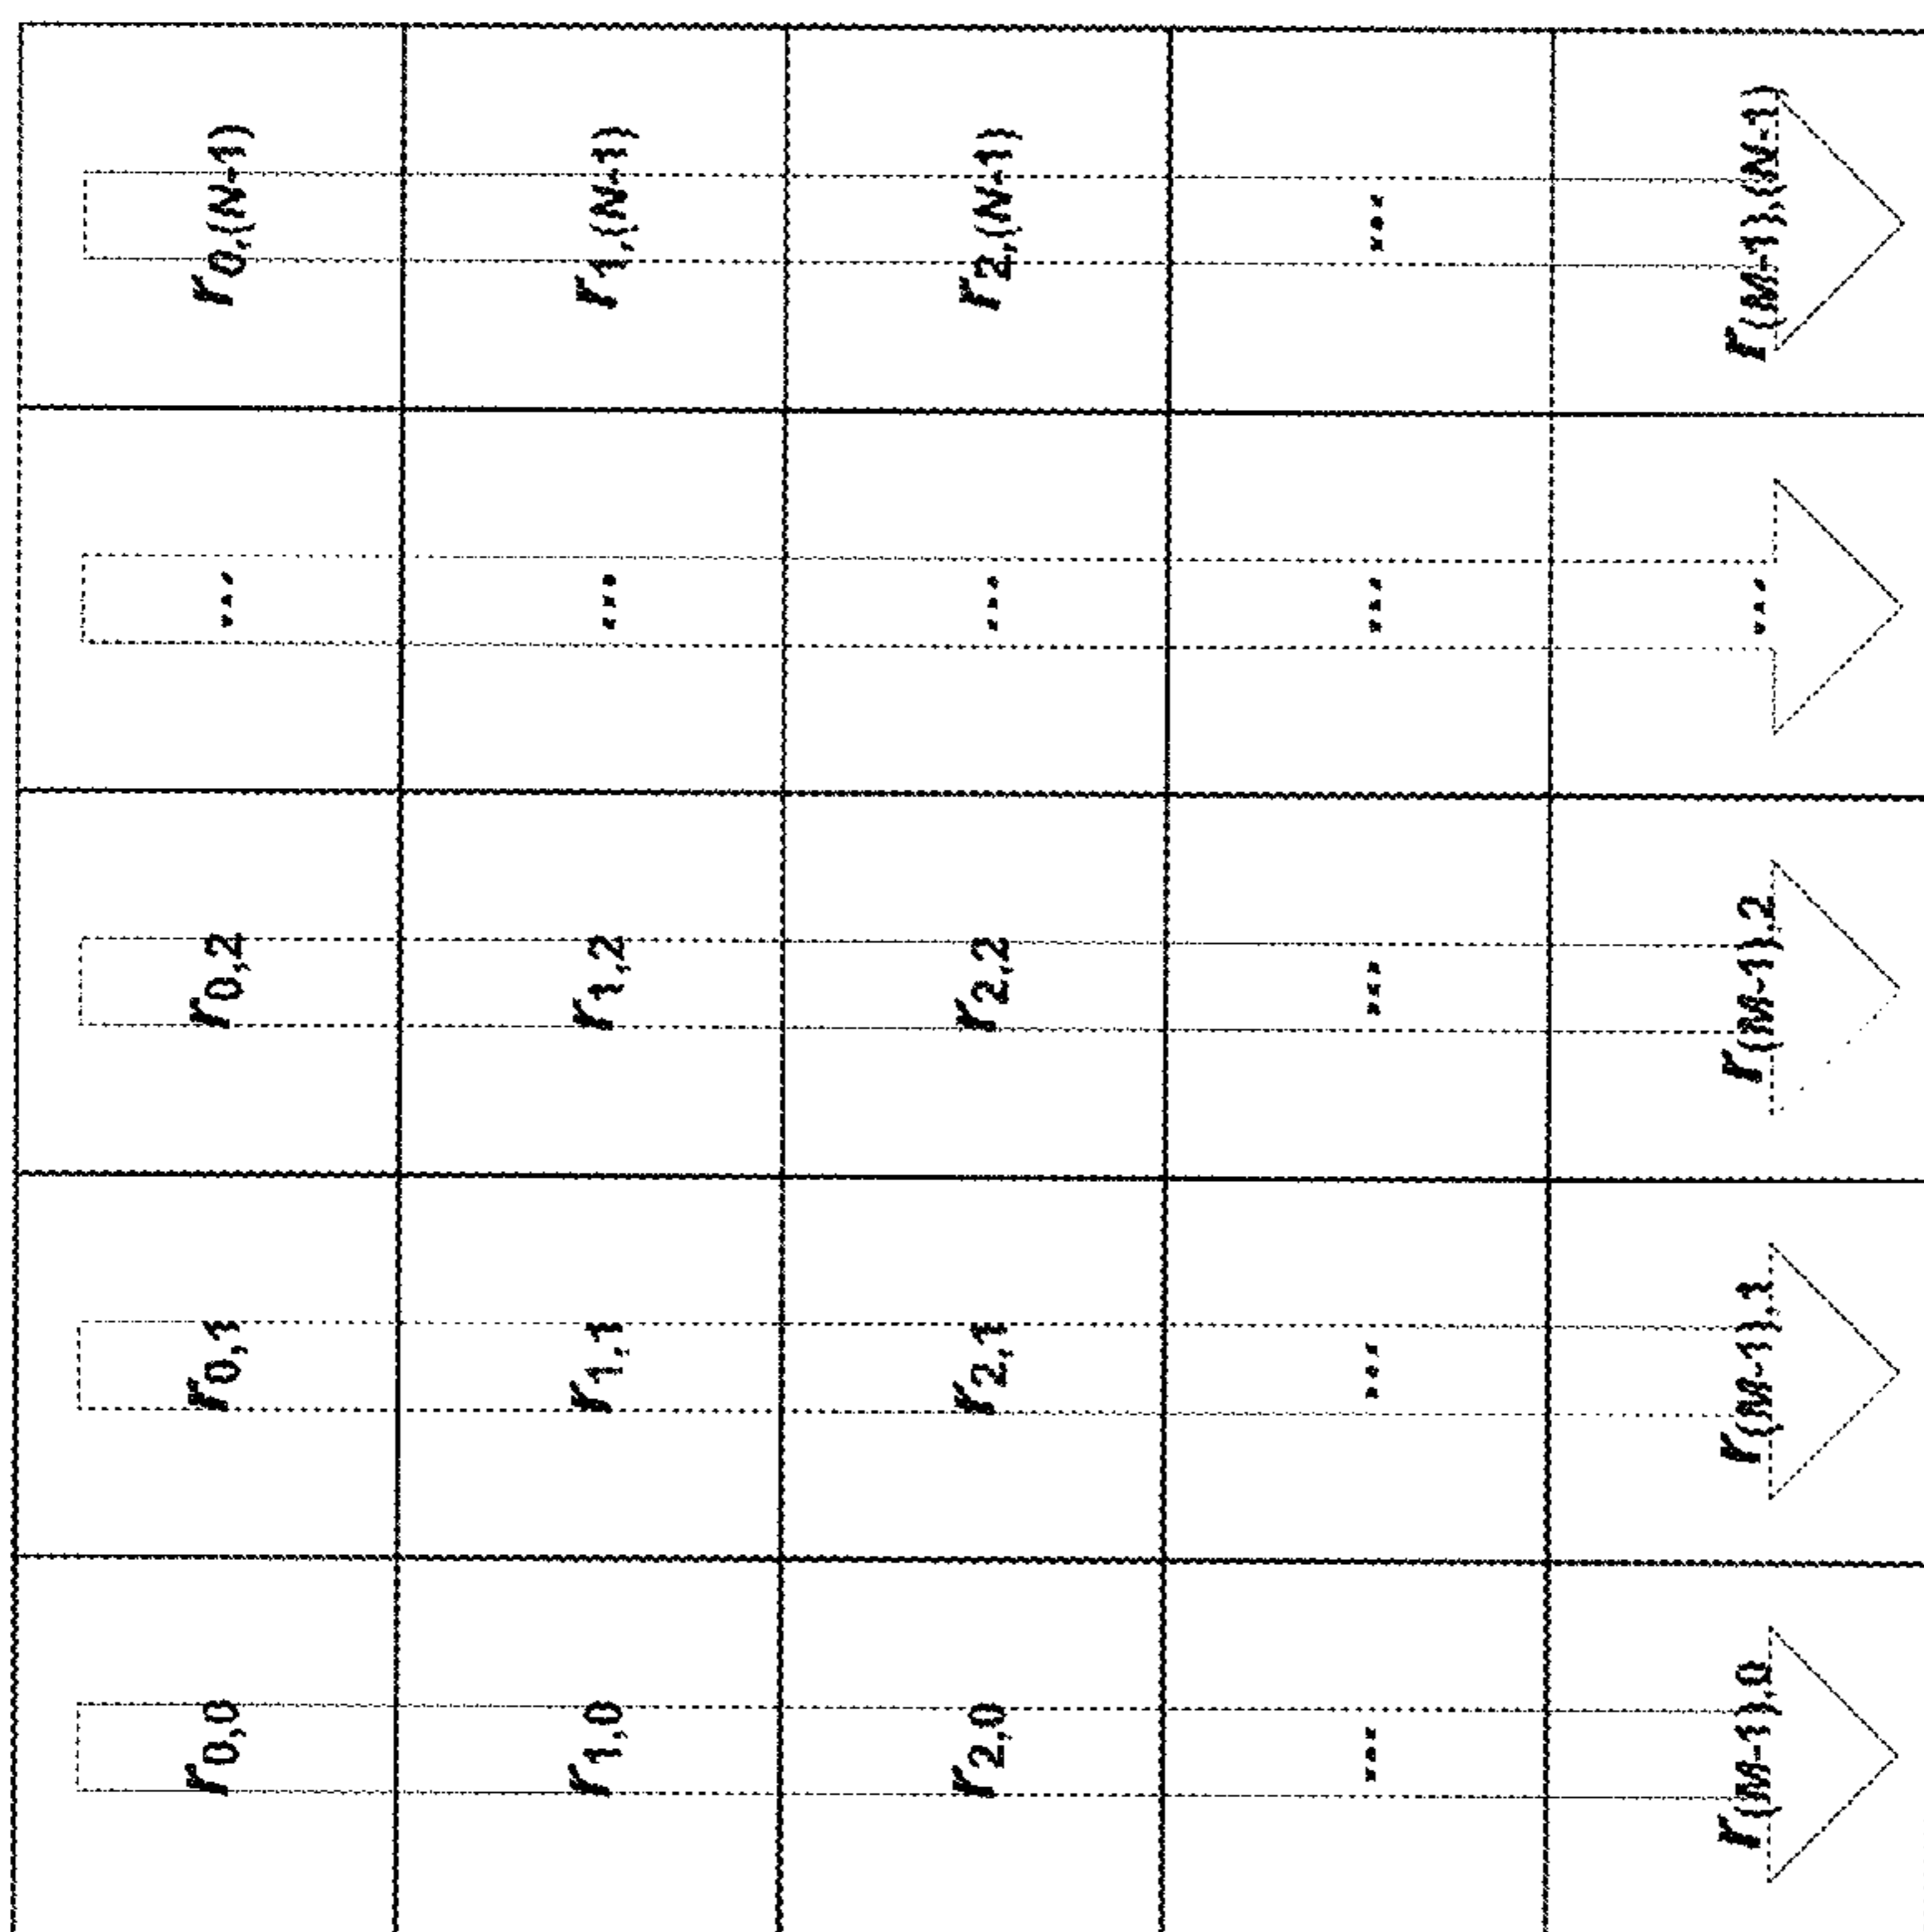 r0,0 r0,1 r0,2 ... r0,(N-1)
r1,0 r1,1 r1,2 ... r1,(N-1)
r2,0 r2,1 r2,2 ... r2,(N-1)
... ... ... ... ...
r(M-1),0 r(M-1),1 r(M-1),2 ... r(M-1),(N-1)